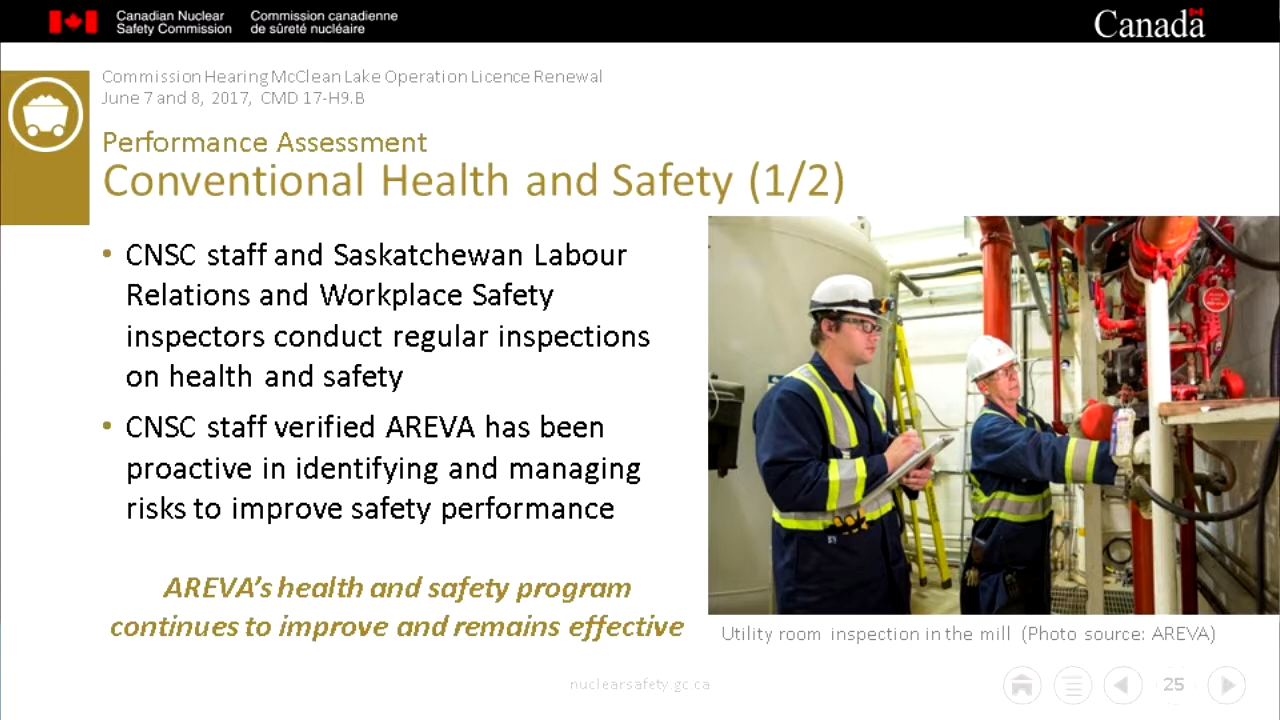 Canadian Nuclear
Safety Commission
Commission canadienne
de sûreté nucléaire
Canada
Commission Hearing McClean Lake Operation Licence Renewal
June 7 and 8, 2017, CMD 17-H9.B
Performance Assessment
Conventional Health and Safety (1/2)
• CNSC staff and Saskatchewan Labour
Relations and Workplace Safety
inspectors conduct regular inspections
on health and safety
• CNSC staff verified AREVA has been
proactive in identifying and managing
risks to improve safety performance
AREVA's health and safety program
continues to improve and remains effective
Utility room inspection in the mill (Photo source: AREVA)
nuclearsafety.gc.ca
25